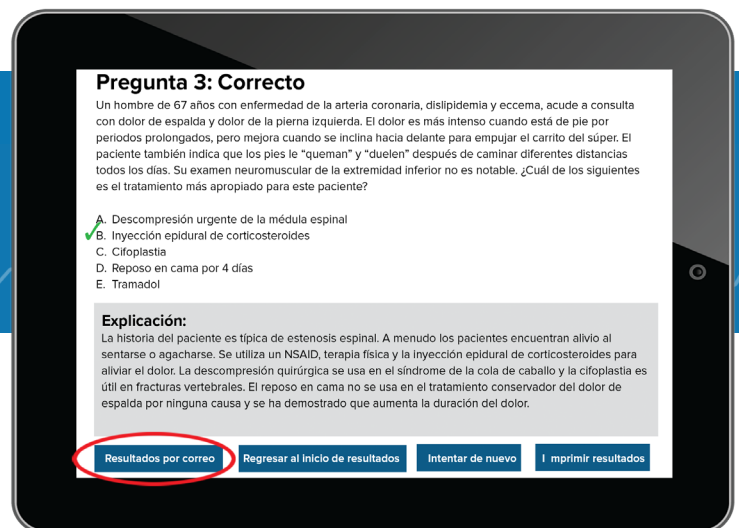 Pregunta 3: Correcto
Un hombre de 67 años con enfermedad de la arteria coronaria, dislipidemia y eccema, acude a consulta
con dolor de espalda y dolor de la pierna izquierda. El dolor es más intenso cuando está de pie por
periodos prolongados, pero mejora cuando se inclina hacia delante para empujar el carrito del súper. El
paciente también indica que los pies le “queman” y “duelen” después de caminar diferentes distancias
todos los días. Su examen neuromuscular de la extremidad inferior no es notable. ¿Cuál de los siguientes
es el tratamiento más apropiado para este paciente?
A. Descompresión urgente de la médula espinal
B. Inyección epidural de corticosteroides
C. Cifoplastia
D. Reposo en cama por 4 días
E. Tramadol
Explicación:
La historia del paciente es típica de estenosis espinal. A menudo los pacientes encuentran alivio al
sentarse o agacharse. Se utiliza un NSAID, terapia física y la inyección epidural de corticosteroides para
aliviar el dolor. La descompresión quirúrgica se usa en el síndrome de la cola de caballo y la cifoplastia es
útil en fracturas vertebrales. El reposo en cama no se usa en el tratamiento conservador del dolor de
espalda por ninguna causa y se ha demostrado que aumenta la duración del dolor.
Resultados por correo Regresar al inicio de resultados Intentar de nuevo I mprimir resultados